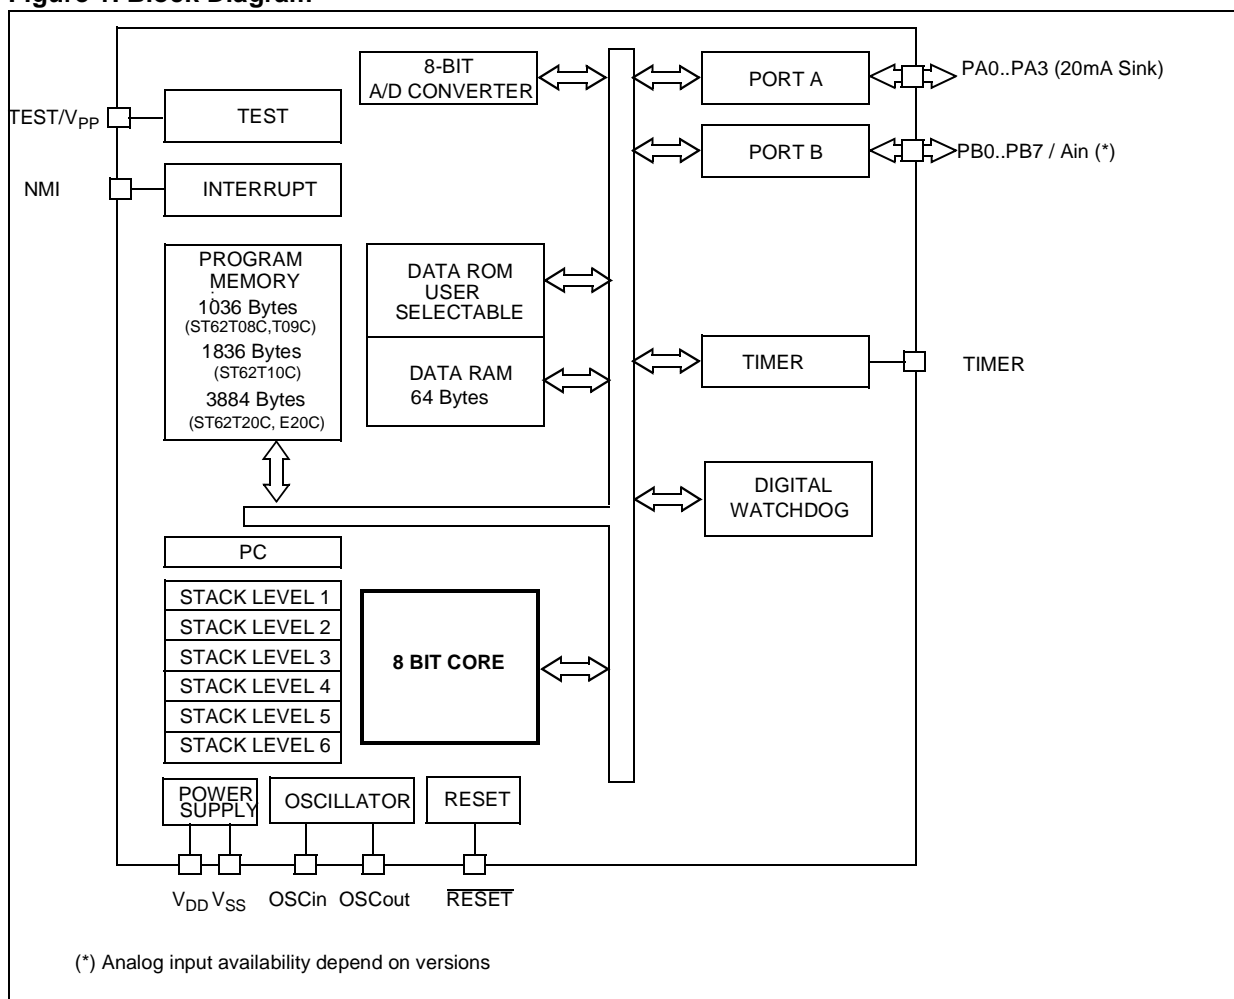 Figure 1. Block Diagram
8-BIT
A/D CONVERTER
PORT A
PA0..PA3 (20mA Sink)
TEST/VPP
TEST
PORT B
PB0..PB7 / Ain (*)
NMI
INTERRUPT
PROGRAM
MEMORY
:
1036 Bytes
(ST62T08C,T09C)
1836 Bytes
(ST62T10C)
3884 Bytes
(ST62T20C, E20C)
DATA ROM
USER
SELECTABLE
DATA RAM
64 Bytes
TIMER
TIMER
DIGITAL
WATCHDOG
PC
STACK LEVEL 1
STACK LEVEL 2
STACK LEVEL 3
STACK LEVEL 4
STACK LEVEL 5
STACK LEVEL 6
8 BIT CORE
POWER
SUPPLY
OSCILLATOR
RESET
VDD VSS
OSCin OSCout
RESET
(*) Analog input availability depend on versions